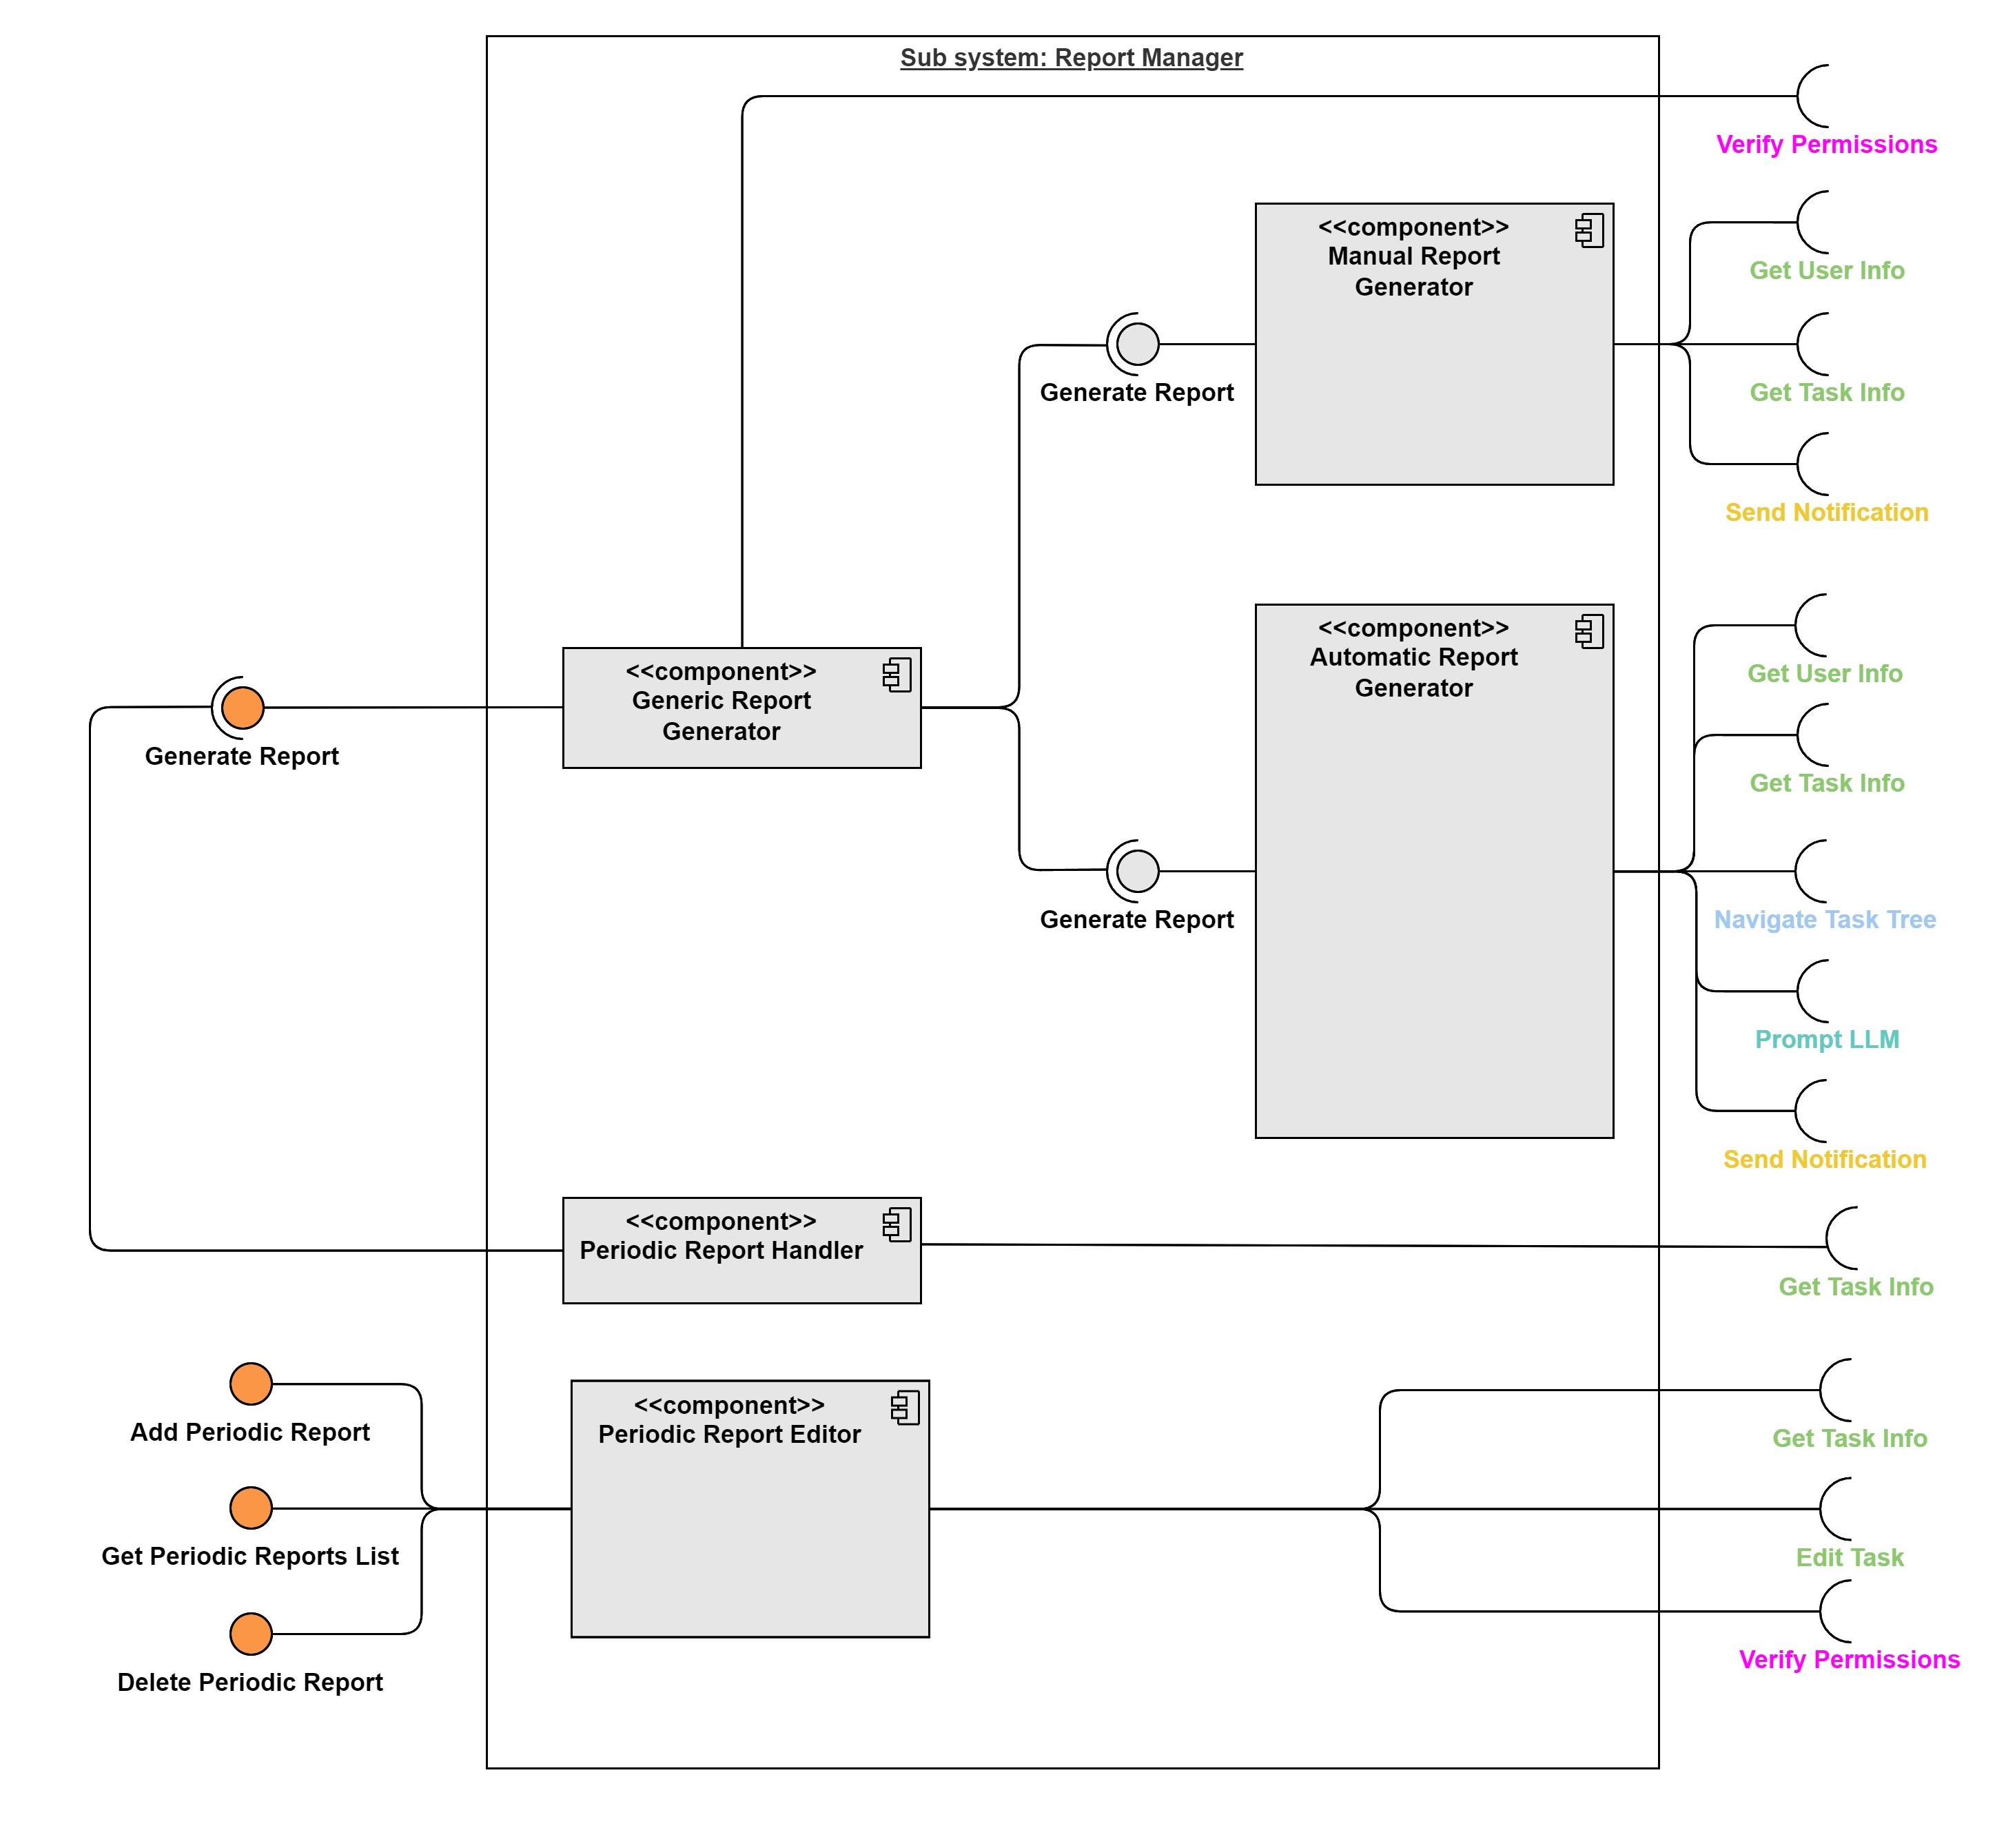 Sub system: Report Manager
Verify Permissions
<<component>>
Manual Report
Generator
Get User Info
Generate Report
Get Task Info
Send Notification
<<component>>
Automatic Report
Generator
Get User Info
<<component>>
Generic Report
Generator
Generate Report
Get Task Info
Generate Report
Navigate Task Tree
Prompt LLM
Send Notification
<<component>>
Periodic Report Handler
Get Task Info
<<component>>
Periodic Report Editor
Add Periodic Report
Get Task Info
Get Periodic Reports List
Edit Task
Delete Periodic Report
Verify Permissions